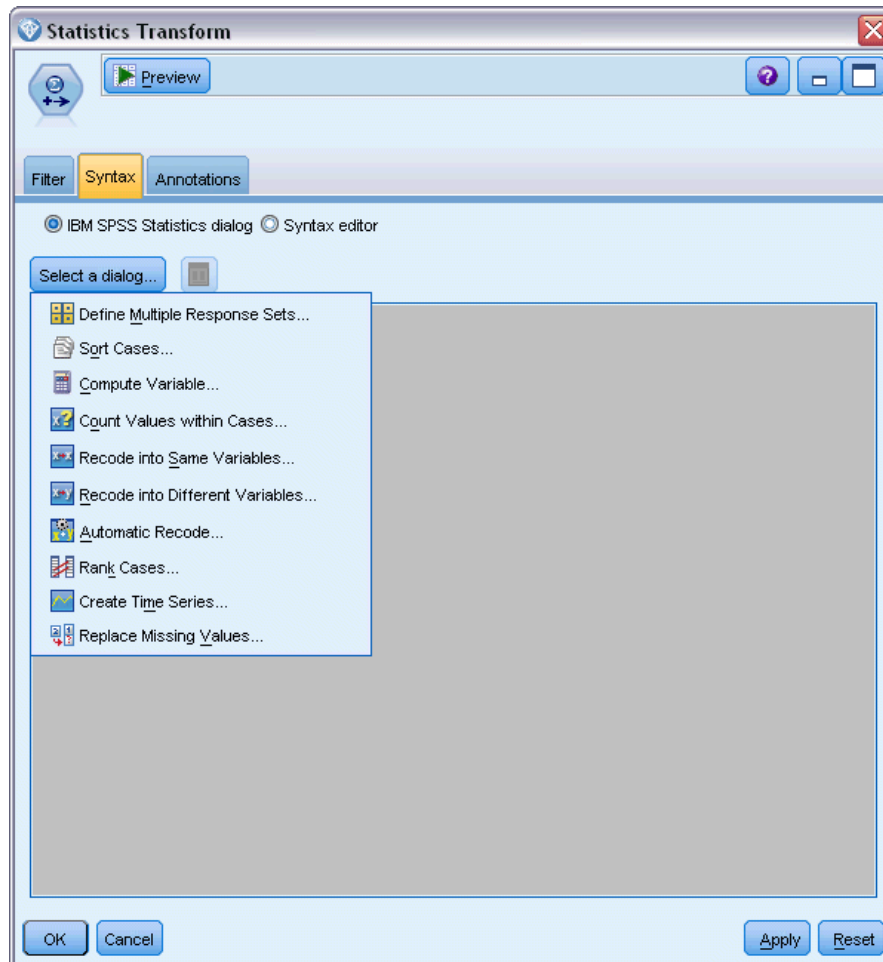 Statistics Transform
Preview
Filter Syntax Annotations
IBM SPSS Statistics dialog Syntax editor
Select a dialog...
Define Multiple Response Sets...
Sort Cases...
Compute Variable...
Count Values within Cases...
Recode into Same Variables...
Recode into Different Variables...
Automatic Recode...
Rank Cases...
Create Time Series...
Replace Missing Values...
OK Cancel Apply Reset